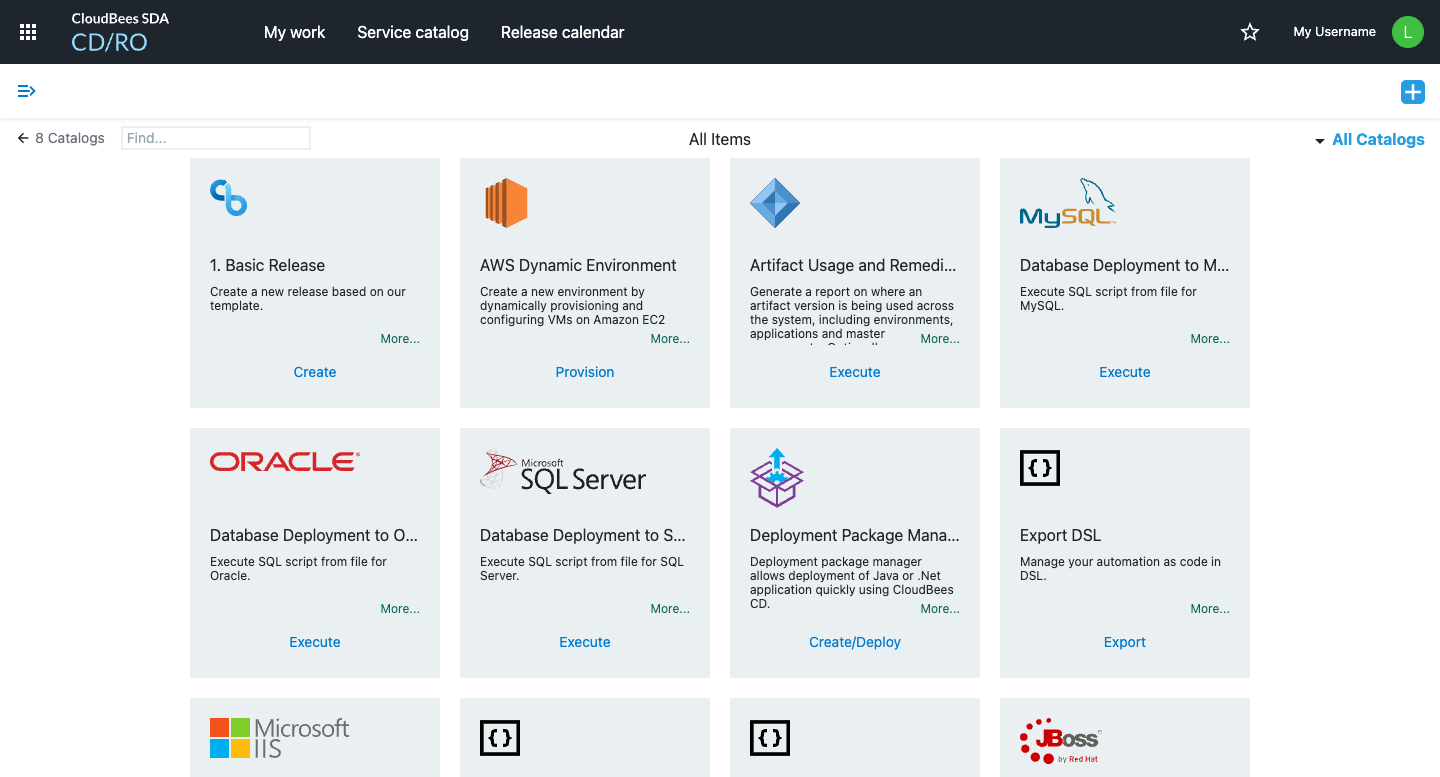 CloudBees SDA
CD/RO
My work
Service catalog
Release calendar
My Username
L
8 Catalogs
Find...
All Items
All Catalogs
1. Basic Release
Create a new release based on our
template.
More...
Create
AWS Dynamic Environment
Create a new environment by
dynamically provisioning and
configuring VMs on Amazon EC2
More...
Provision
Artifact Usage and Remedi...
Generate a report on where an
artifact version is being used across
the system, including environments,
applications and master
More...
Execute
MySQL
Database Deployment to M...
Execute SQL script from file for
MySQL.
More...
Execute
ORACLE
Database Deployment to O...
Execute SQL script from file for
Oracle.
More...
Execute
Microsoft
SQL Server
Database Deployment to S...
Execute SQL script from file for SQL
Server.
More...
Execute
Deployment Package Mana...
Deployment package manager
allows deployment of Java or .Net
application quickly using CloudBees
CD.
More...
Create/Deploy
{}
Export DSL
Manage your automation as code in
DSL.
More...
Export
Microsoft
IIS
{}
{}
JBoss
by Red Hat